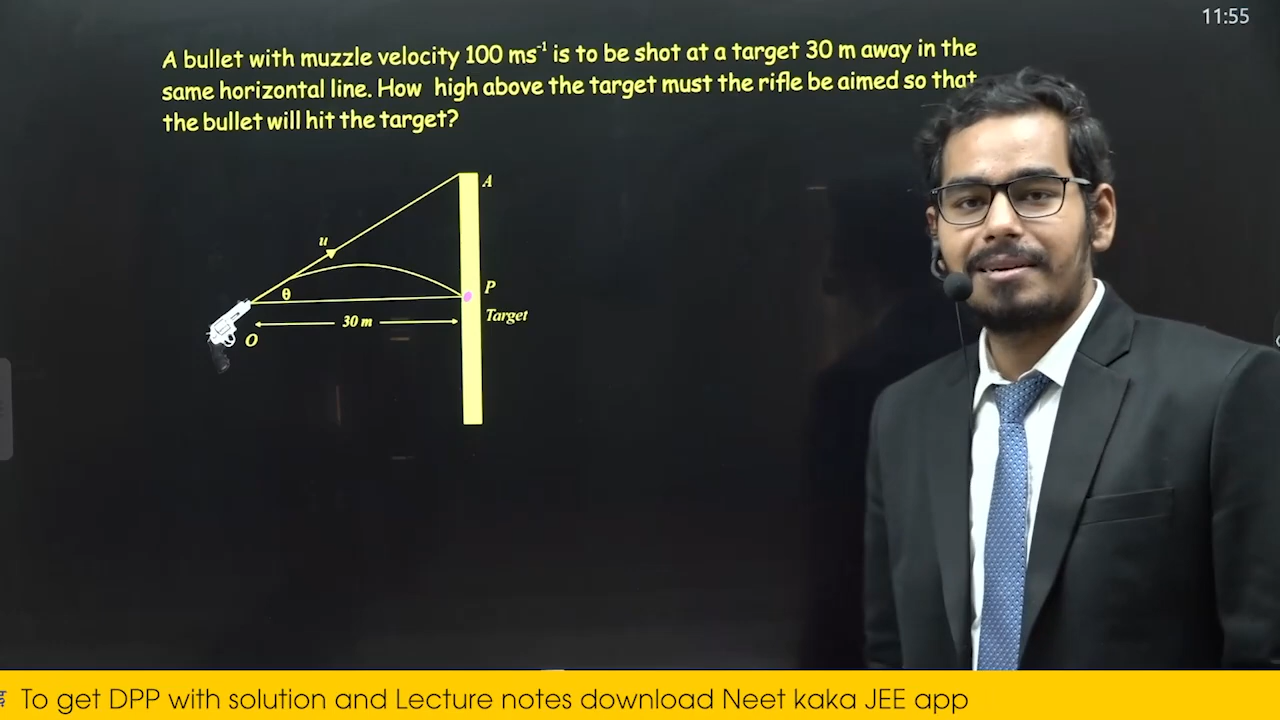 11:55
A bullet with muzzle velocity 100 ms⁻¹ is to be shot at a target 30 m away in the
same horizontal line. How high above the target must the rifle be aimed so that
the bullet will hit the target?
A
u
θ
P
30 m
Target
O
To get DPP with solution and Lecture notes download Neet kaka JEE app